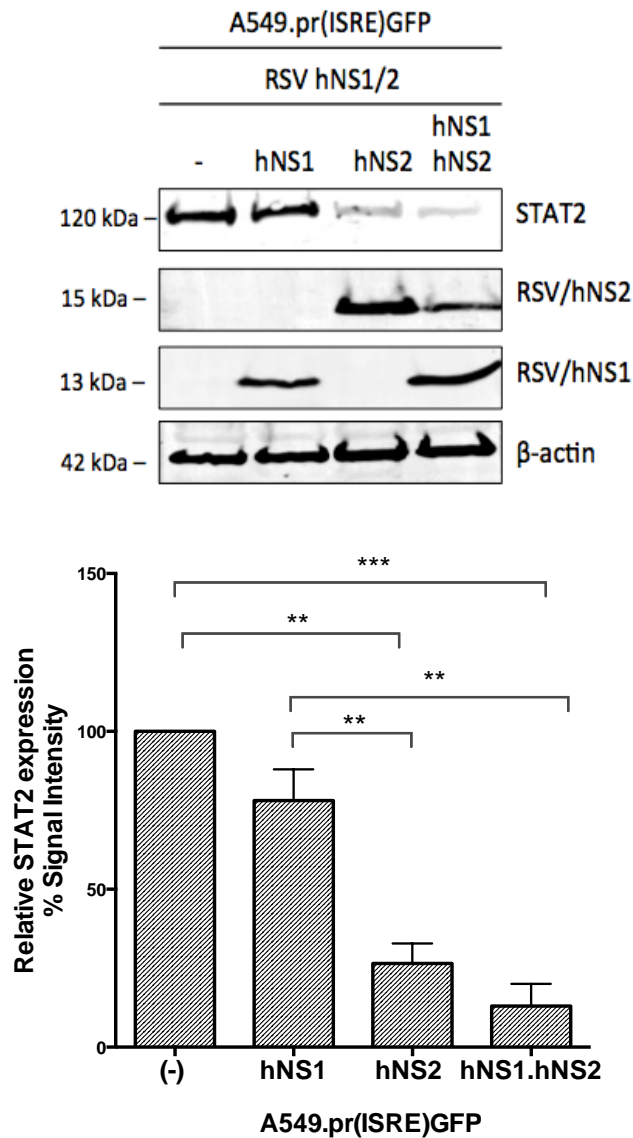 A549.pr(ISRE)GFP
RSV hNS1/2
hNS1
- hNS1 hNS2 hNS2
120 kDa – STAT2
15 kDa – RSV/hNS2
13 kDa – RSV/hNS1
42 kDa – β-actin
150
***
**
**
**
100
50
0
Relative STAT2 expression
% Signal Intensity
(-) hNS1 hNS2 hNS1.hNS2
A549.pr(ISRE)GFP